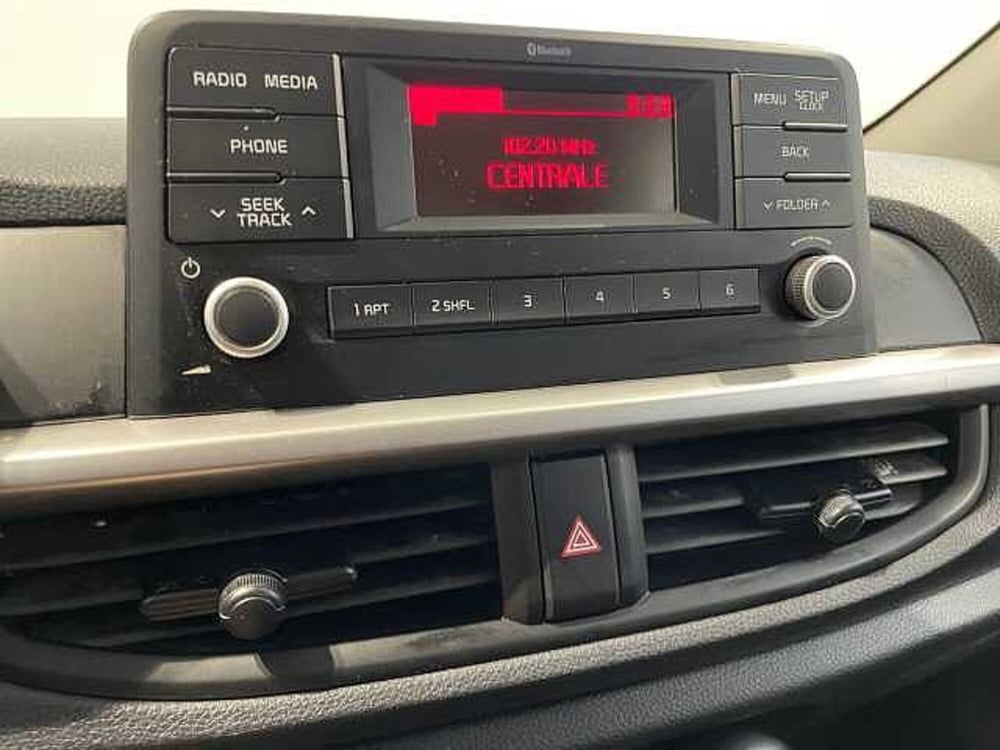 Bluetooth
RADIO MEDIA
PHONE
SEEK
TRACK
102.20 MHz
CENTRALE
MENU SETUP
CLOCK
BACK
FOLDER
1 RPT
2 SHFL
3
4
5
6